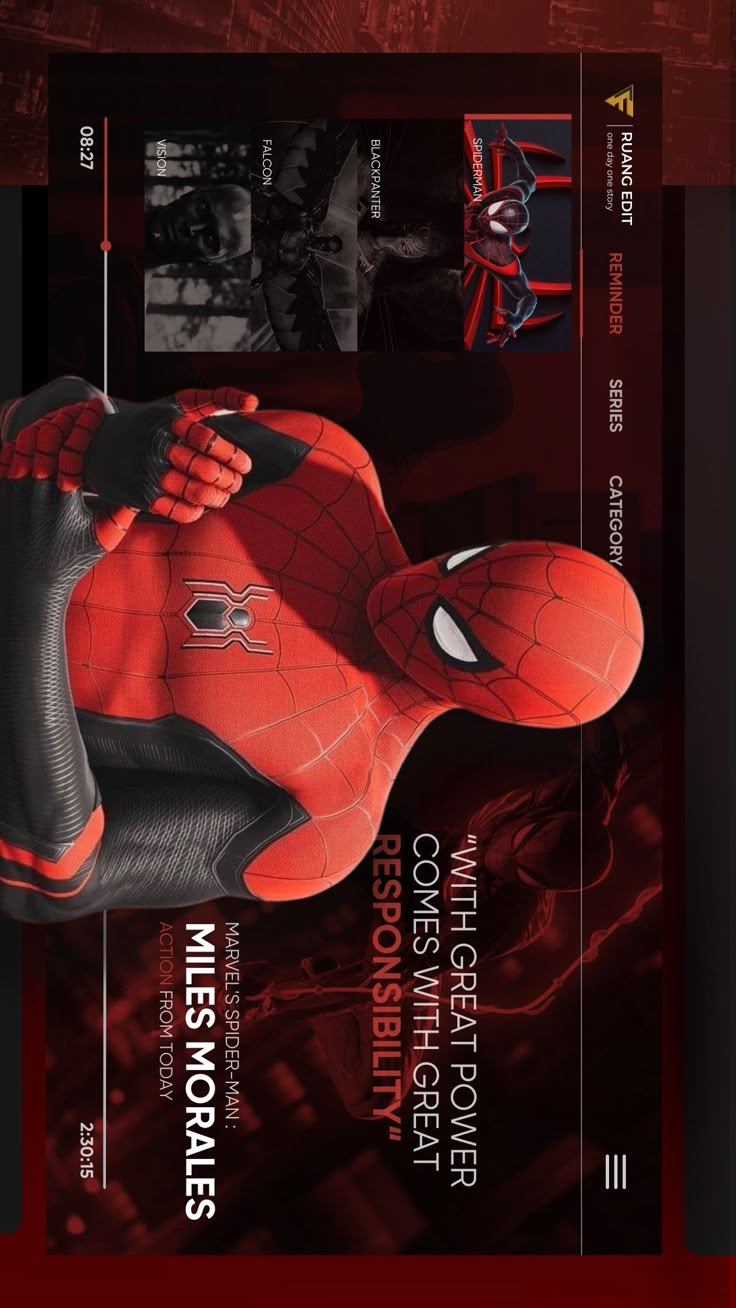 RUANG EDIT
one day one story
REMINDER
SERIES
CATEGORY
SPIDERMAN
BLACKPANTER
FALCON
VISION
"WITH GREAT POWER
COMES WITH GREAT
RESPONSIBILITY"
MARVEL'S SPIDER-MAN :
MILES MORALES
ACTION FROM TODAY
08:27
2:30:15